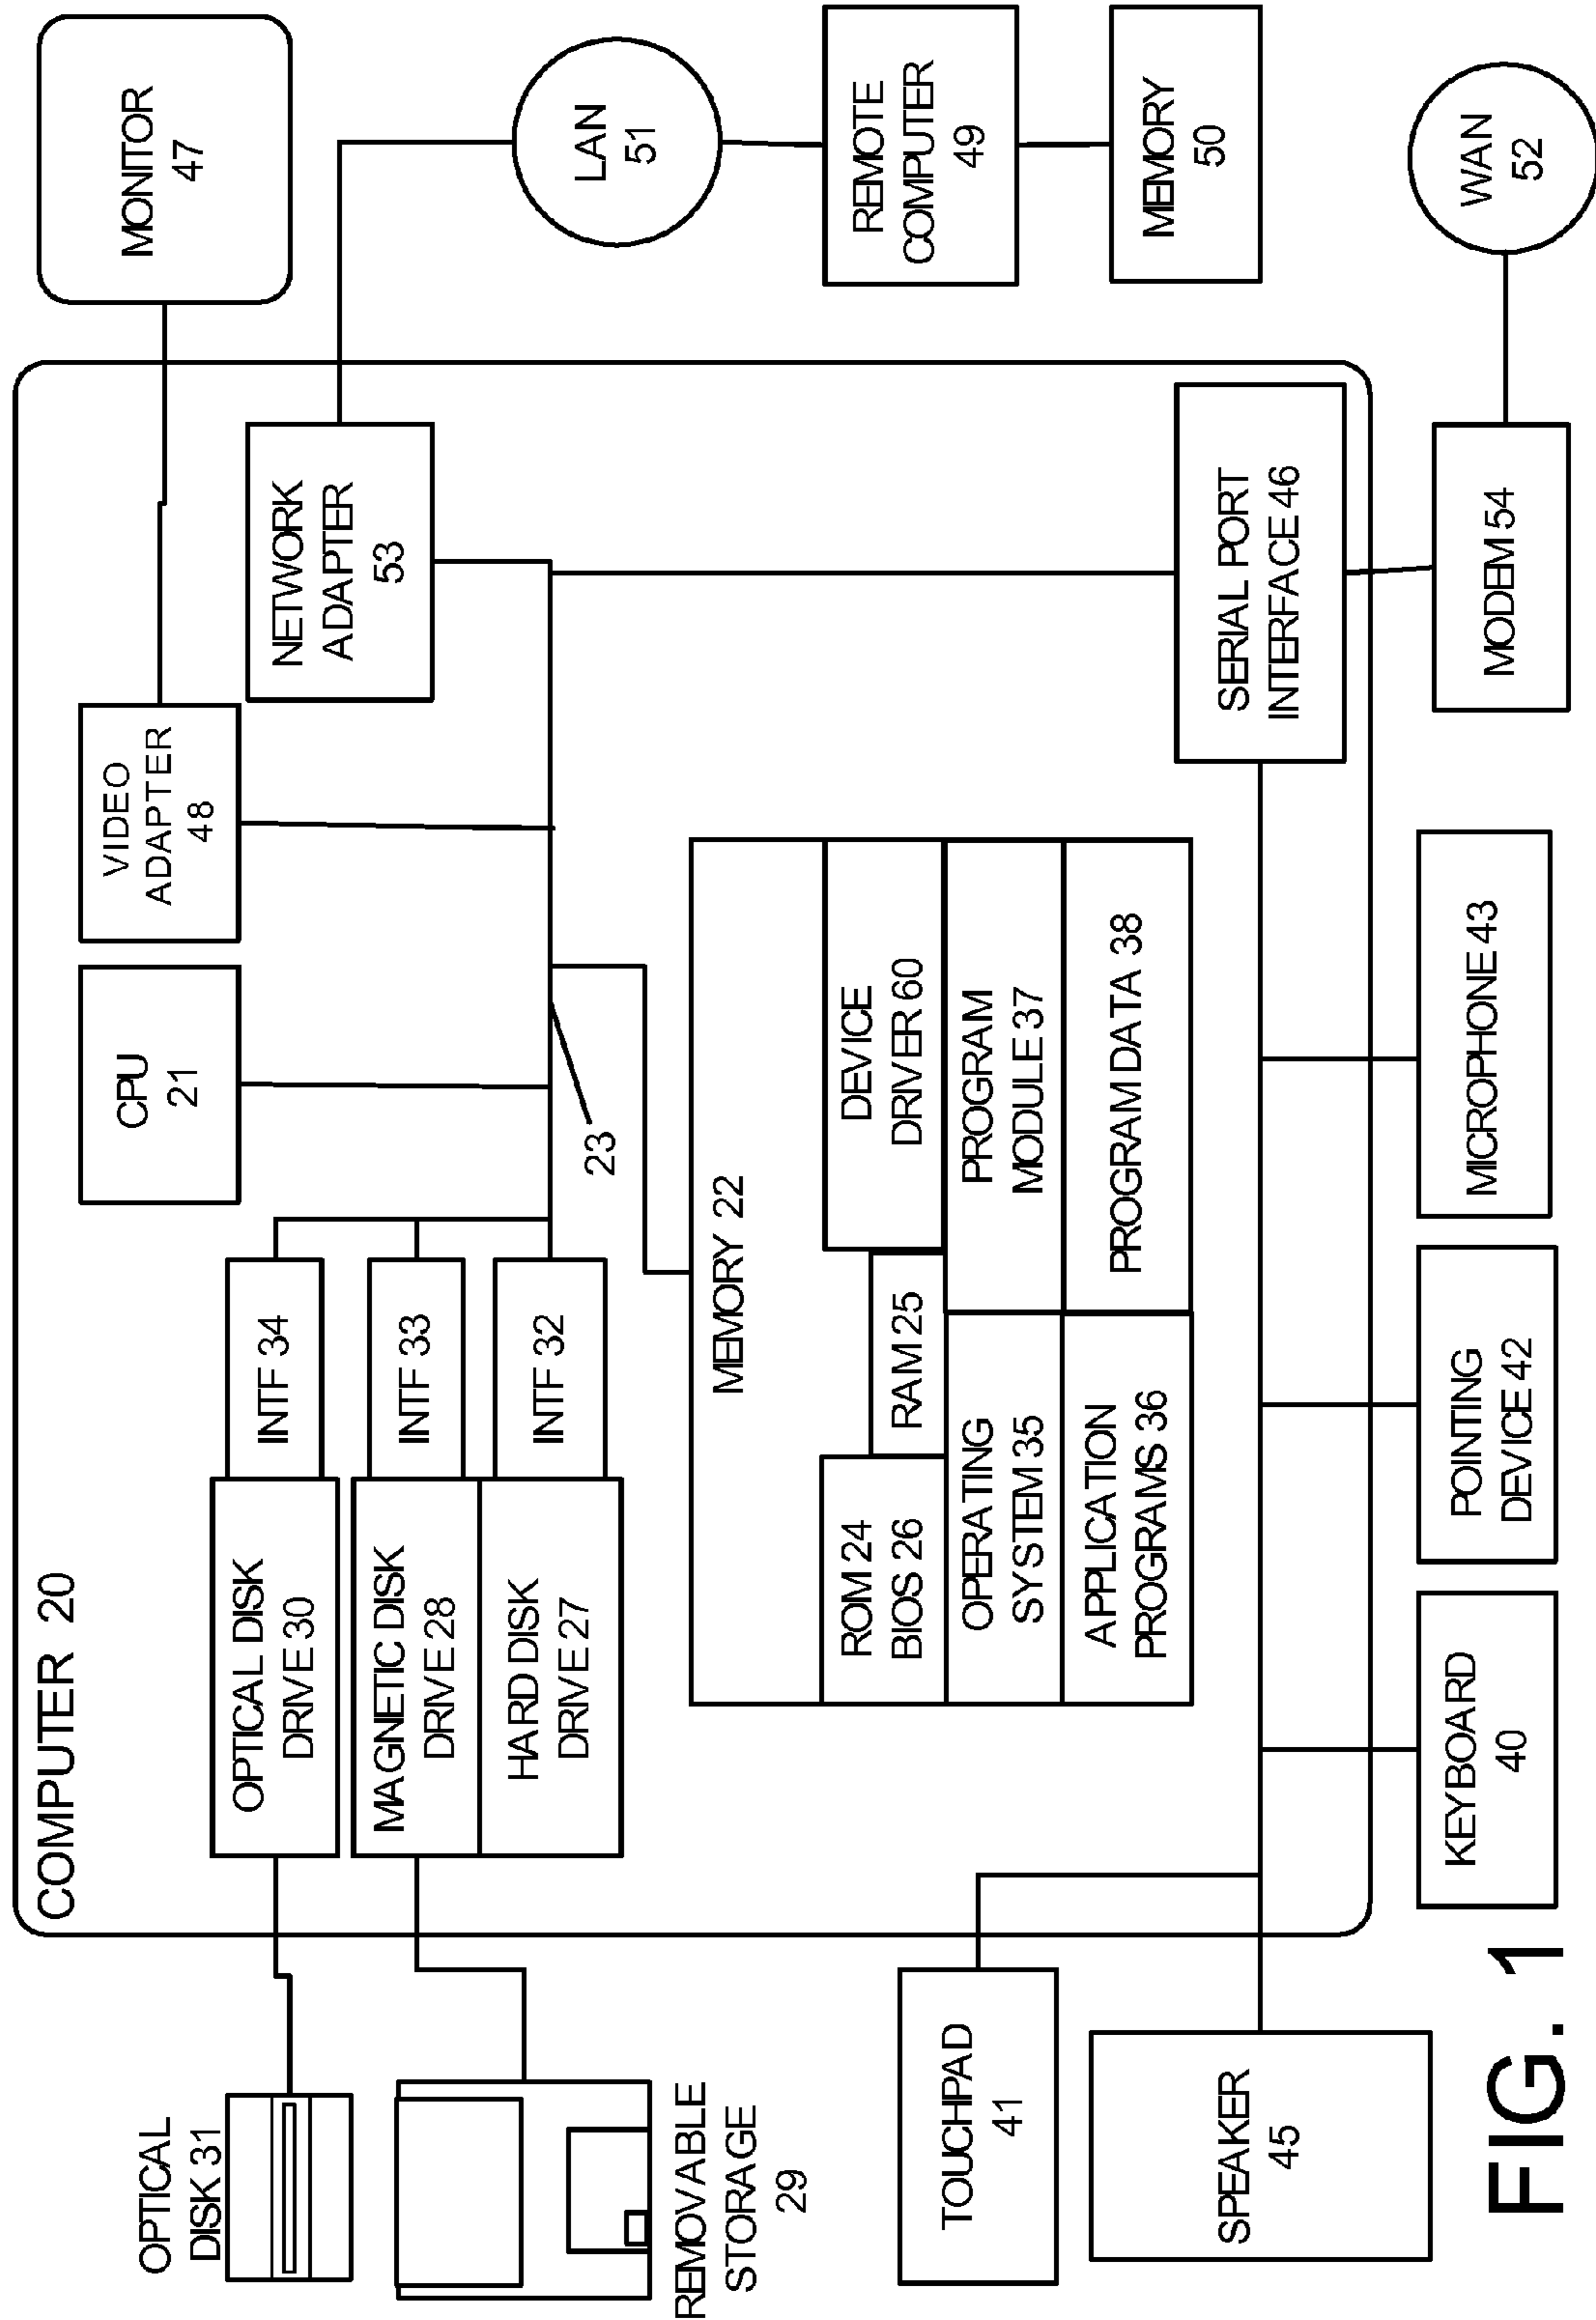 COMPUTER 20
MONITOR
47
OPTICAL
DISK 31
OPTICAL DISK
DRIVE 30
INTF 34
CPU
21
VIDEO
ADAPTER
48
NETWORK
ADAPTER
53
MAGNETIC DISK
DRIVE 28
INTF 33
HARD DISK
DRIVE 27
INTF 32
REMOVABLE
STORAGE
29
23
LAN
51
MEMORY 22
ROM 24
BIOS 26
RAM 25
DEVICE
DRIVER 60
OPERATING
SYSTEM 35
PROGRAM
MODULE 37
APPLICATION
PROGRAMS 36
PROGRAM DATA 38
REMOTE
COMPUTER
49
MEMORY
50
TOUCHPAD
41
SPEAKER
45
SERIAL PORT
INTERFACE 46
KEYBOARD
40
POINTING
DEVICE 42
MICROPHONE 43
MODEM 54
WAN
52
FIG. 1